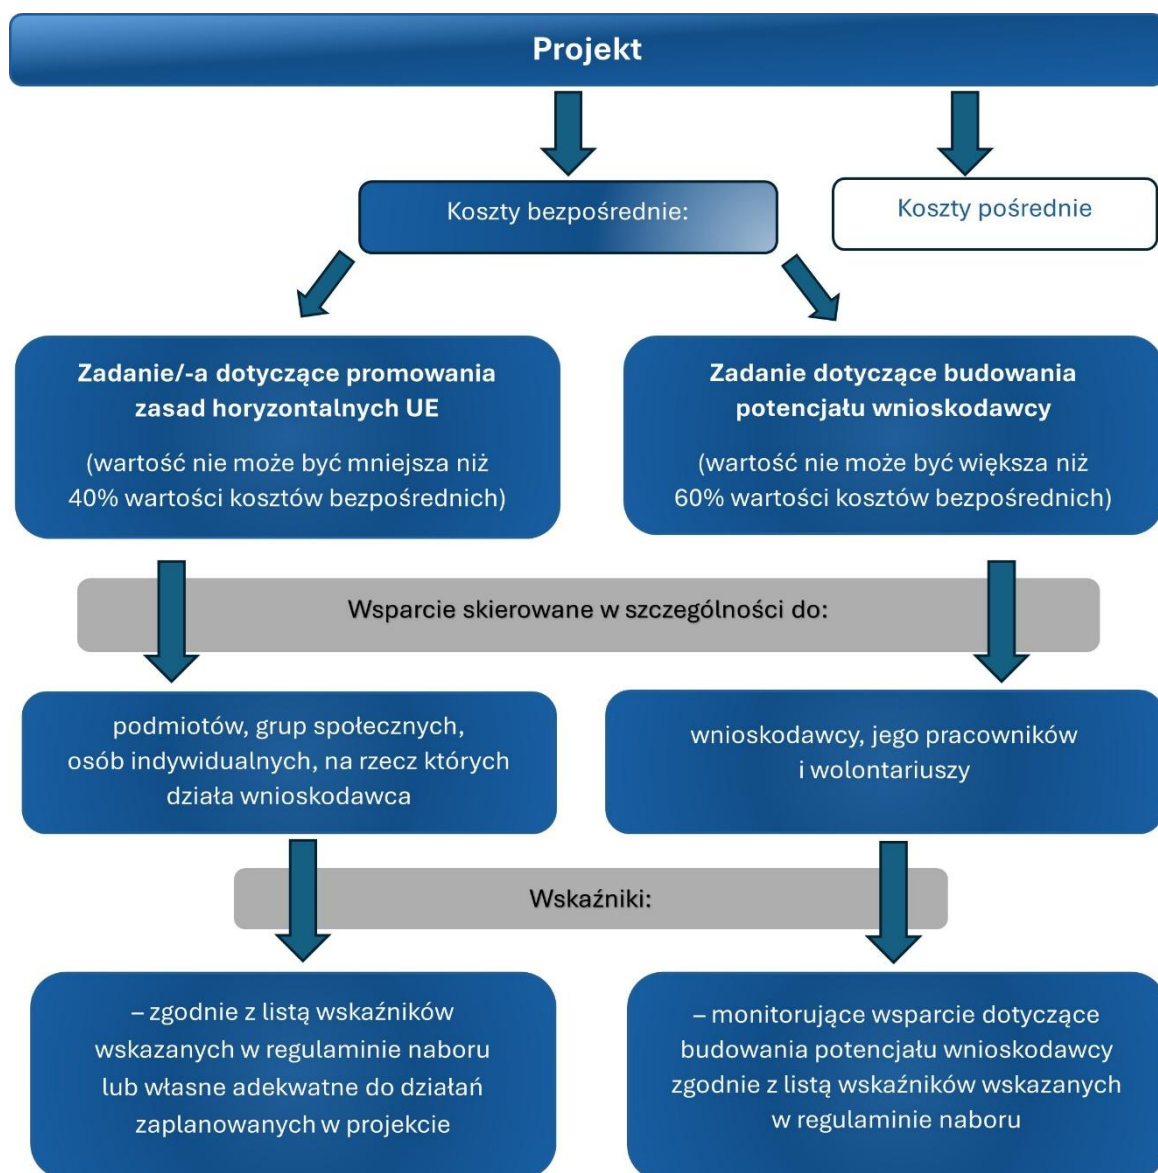 Projekt
Koszty bezpośrednie:
Koszty pośrednie
Zadanie/-a dotyczące promowania
zasad horyzontalnych UE
(wartość nie może być mniejsza niż
40% wartości kosztów bezpośrednich)
Zadanie dotyczące budowania
potencjału wnioskodawcy
(wartość nie może być większa niż
60% wartości kosztów bezpośrednich)
Wsparcie skierowane w szczególności do:
podmiotów, grup społecznych,
osób indywidualnych, na rzecz których
działa wnioskodawca
wnioskodawcy, jego pracowników
i wolontariuszy
Wskaźniki:
– zgodnie z listą wskaźników
wskazanych w regulaminie naboru
lub własne adekwatne do działań
zaplanowanych w projekcie
– monitorujące wsparcie dotyczące
budowania potencjału wnioskodawcy
zgodnie z listą wskaźników wskazanych
w regulaminie naboru